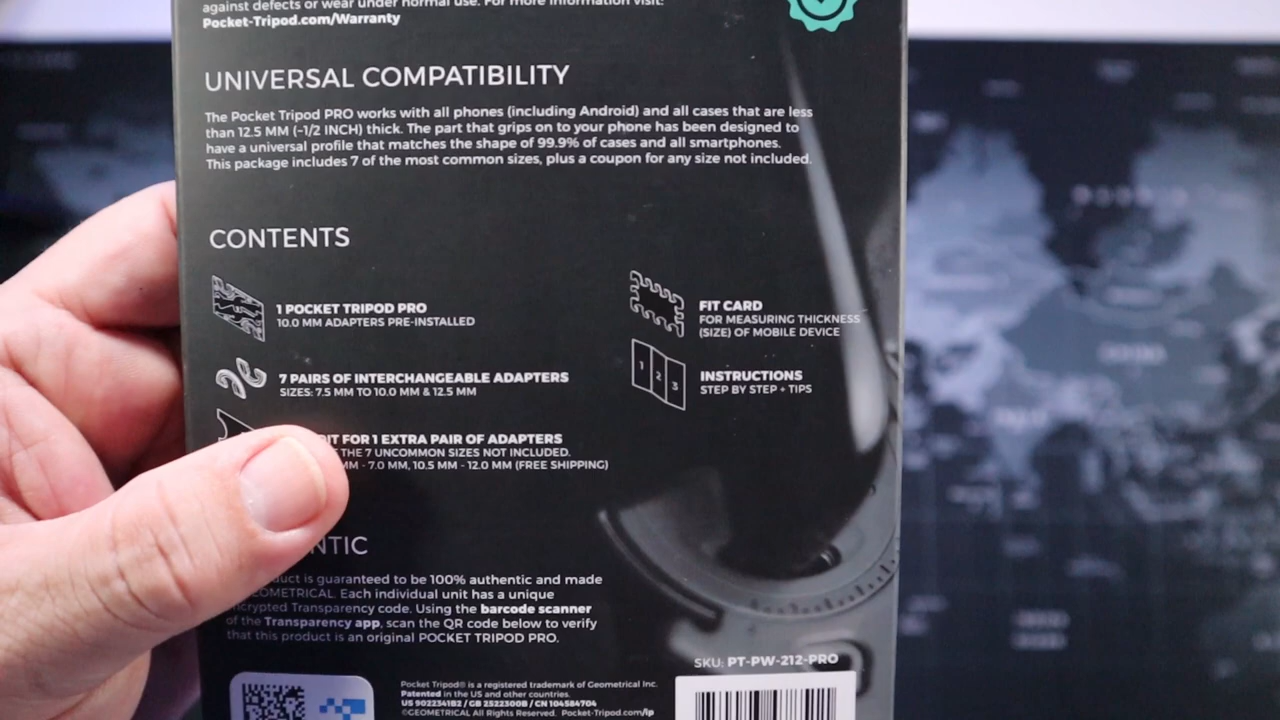 against defects or wear under normal use. For more information visit:
Pocket-Tripod.com/Warranty
UNIVERSAL COMPATIBILITY
The Pocket Tripod PRO works with all phones (including Android) and all cases that are less
than 12.5 MM (~1/2 INCH) thick. The part that grips on to your phone has been designed to
have a universal profile that matches the shape of 99.9% of cases and all smartphones.
This package includes 7 of the most common sizes, plus a coupon for any size not included.
CONTENTS
1 POCKET TRIPOD PRO
10.0 MM ADAPTERS PRE-INSTALLED
7 PAIRS OF INTERCHANGEABLE ADAPTERS
SIZES: 7.5 MM TO 10.0 MM & 12.5 MM
FOR 1 EXTRA PAIR OF ADAPTERS
THE 7 UNCOMMON SIZES NOT INCLUDED.
MM - 7.0 MM, 10.5 MM - 12.0 MM (FREE SHIPPING)
FIT CARD
FOR MEASURING THICKNESS
(SIZE) OF MOBILE DEVICE
1 2 3
INSTRUCTIONS
STEP BY STEP + TIPS
is guaranteed to be 100% authentic and made
Each individual unit has a unique
Transparency code. Using the barcode scanner
of the Transparency app, scan the QR code below to verify
that this product is an original POCKET TRIPOD PRO.
SKU: PT-PW-212-PRO
Pocket Tripod® is a registered trademark of Geometrical Inc.
Patented in the US and other countries.
US 9022341B2 / GB 2522300B / CN 104584704
©GEOMETRICAL All Rights Reserved. Pocket-Tripod.com/ip